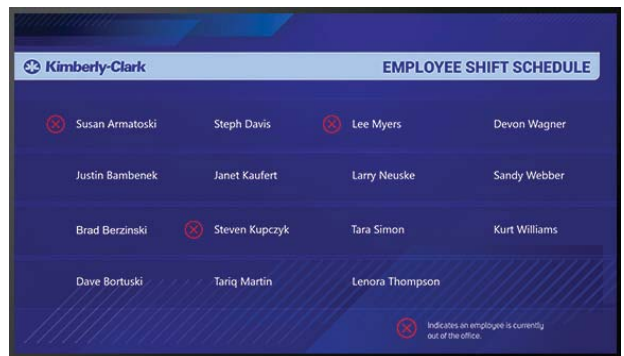 Kimberly-Clark
EMPLOYEE SHIFT SCHEDULE
Susan Armatoski Steph Davis Lee Myers Devon Wagner
Justin Bambenek Janet Kaufert Larry Neuske Sandy Webber
Brad Berzinski Steven Kupczyk Tara Simon Kurt Williams
Dave Bortuski Tariq Martin Lenora Thompson
Indicates an employee is currently
out of the office.